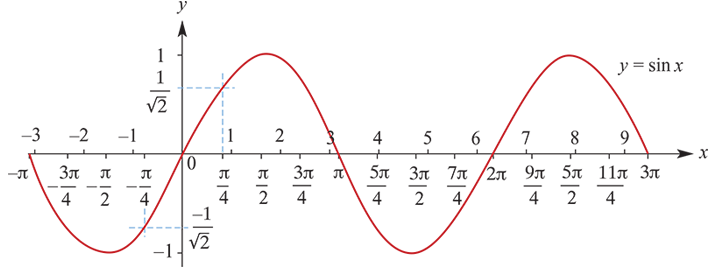 y
1
1/√2
y = sin x
–3 –2 –1 1 2 3 4 5 6 7 8 9 x
–π –3π/4 –π/2 –π/4 0 π/4 π/2 3π/4 π 5π/4 3π/2 7π/4 2π 9π/4 5π/2 11π/4 3π
–1/√2
–1